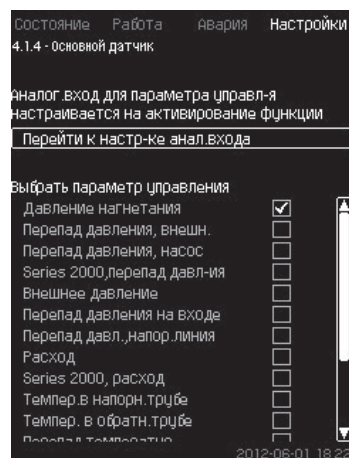 Состояние Работа Авария Настройки
4.1.4 - Основной датчик
Аналог.вход для параметра управл-я
настраивается на активирование функции
Перейти к настр-ке анал.входа
Выбрать параметр управления
Давление нагнетания
Перепад давления, внешн.
Перепад давления, насос
Series 2000,перепад давл-ия
Внешнее давление
Перепад давления на входе
Перепад давл.,напор.линия
Расход
Series 2000, расход
Темпер.в напорн.трубе
Темпер. в обратн.трубе
2012-06-01 18:22